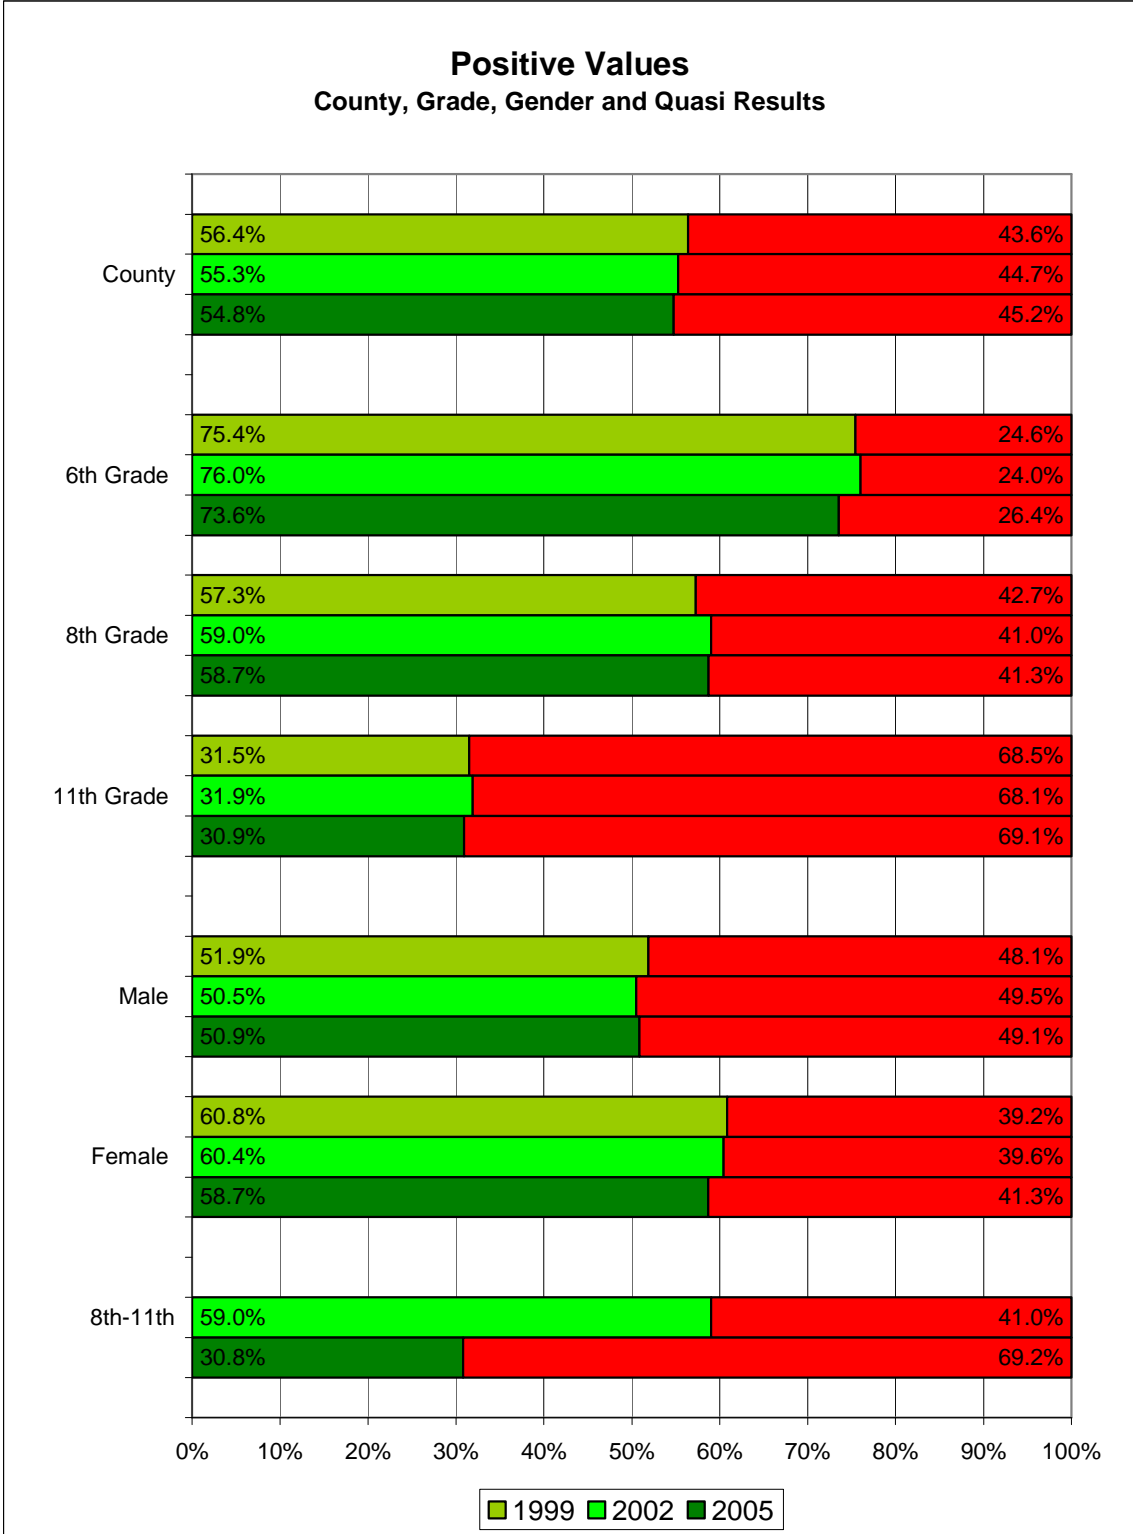 Positive Values
County, Grade, Gender and Quasi Results
56.4% 43.6%
County 55.3% 44.7%
54.8% 45.2%
75.4% 24.6%
6th Grade 76.0% 24.0%
73.6% 26.4%
57.3% 42.7%
8th Grade 59.0% 41.0%
58.7% 41.3%
31.5% 68.5%
11th Grade 31.9% 68.1%
30.9% 69.1%
51.9% 48.1%
Male 50.5% 49.5%
50.9% 49.1%
60.8% 39.2%
Female 60.4% 39.6%
58.7% 41.3%
8th-11th 59.0% 41.0%
30.8% 69.2%
0% 10% 20% 30% 40% 50% 60% 70% 80% 90% 100%
1999 2002 2005